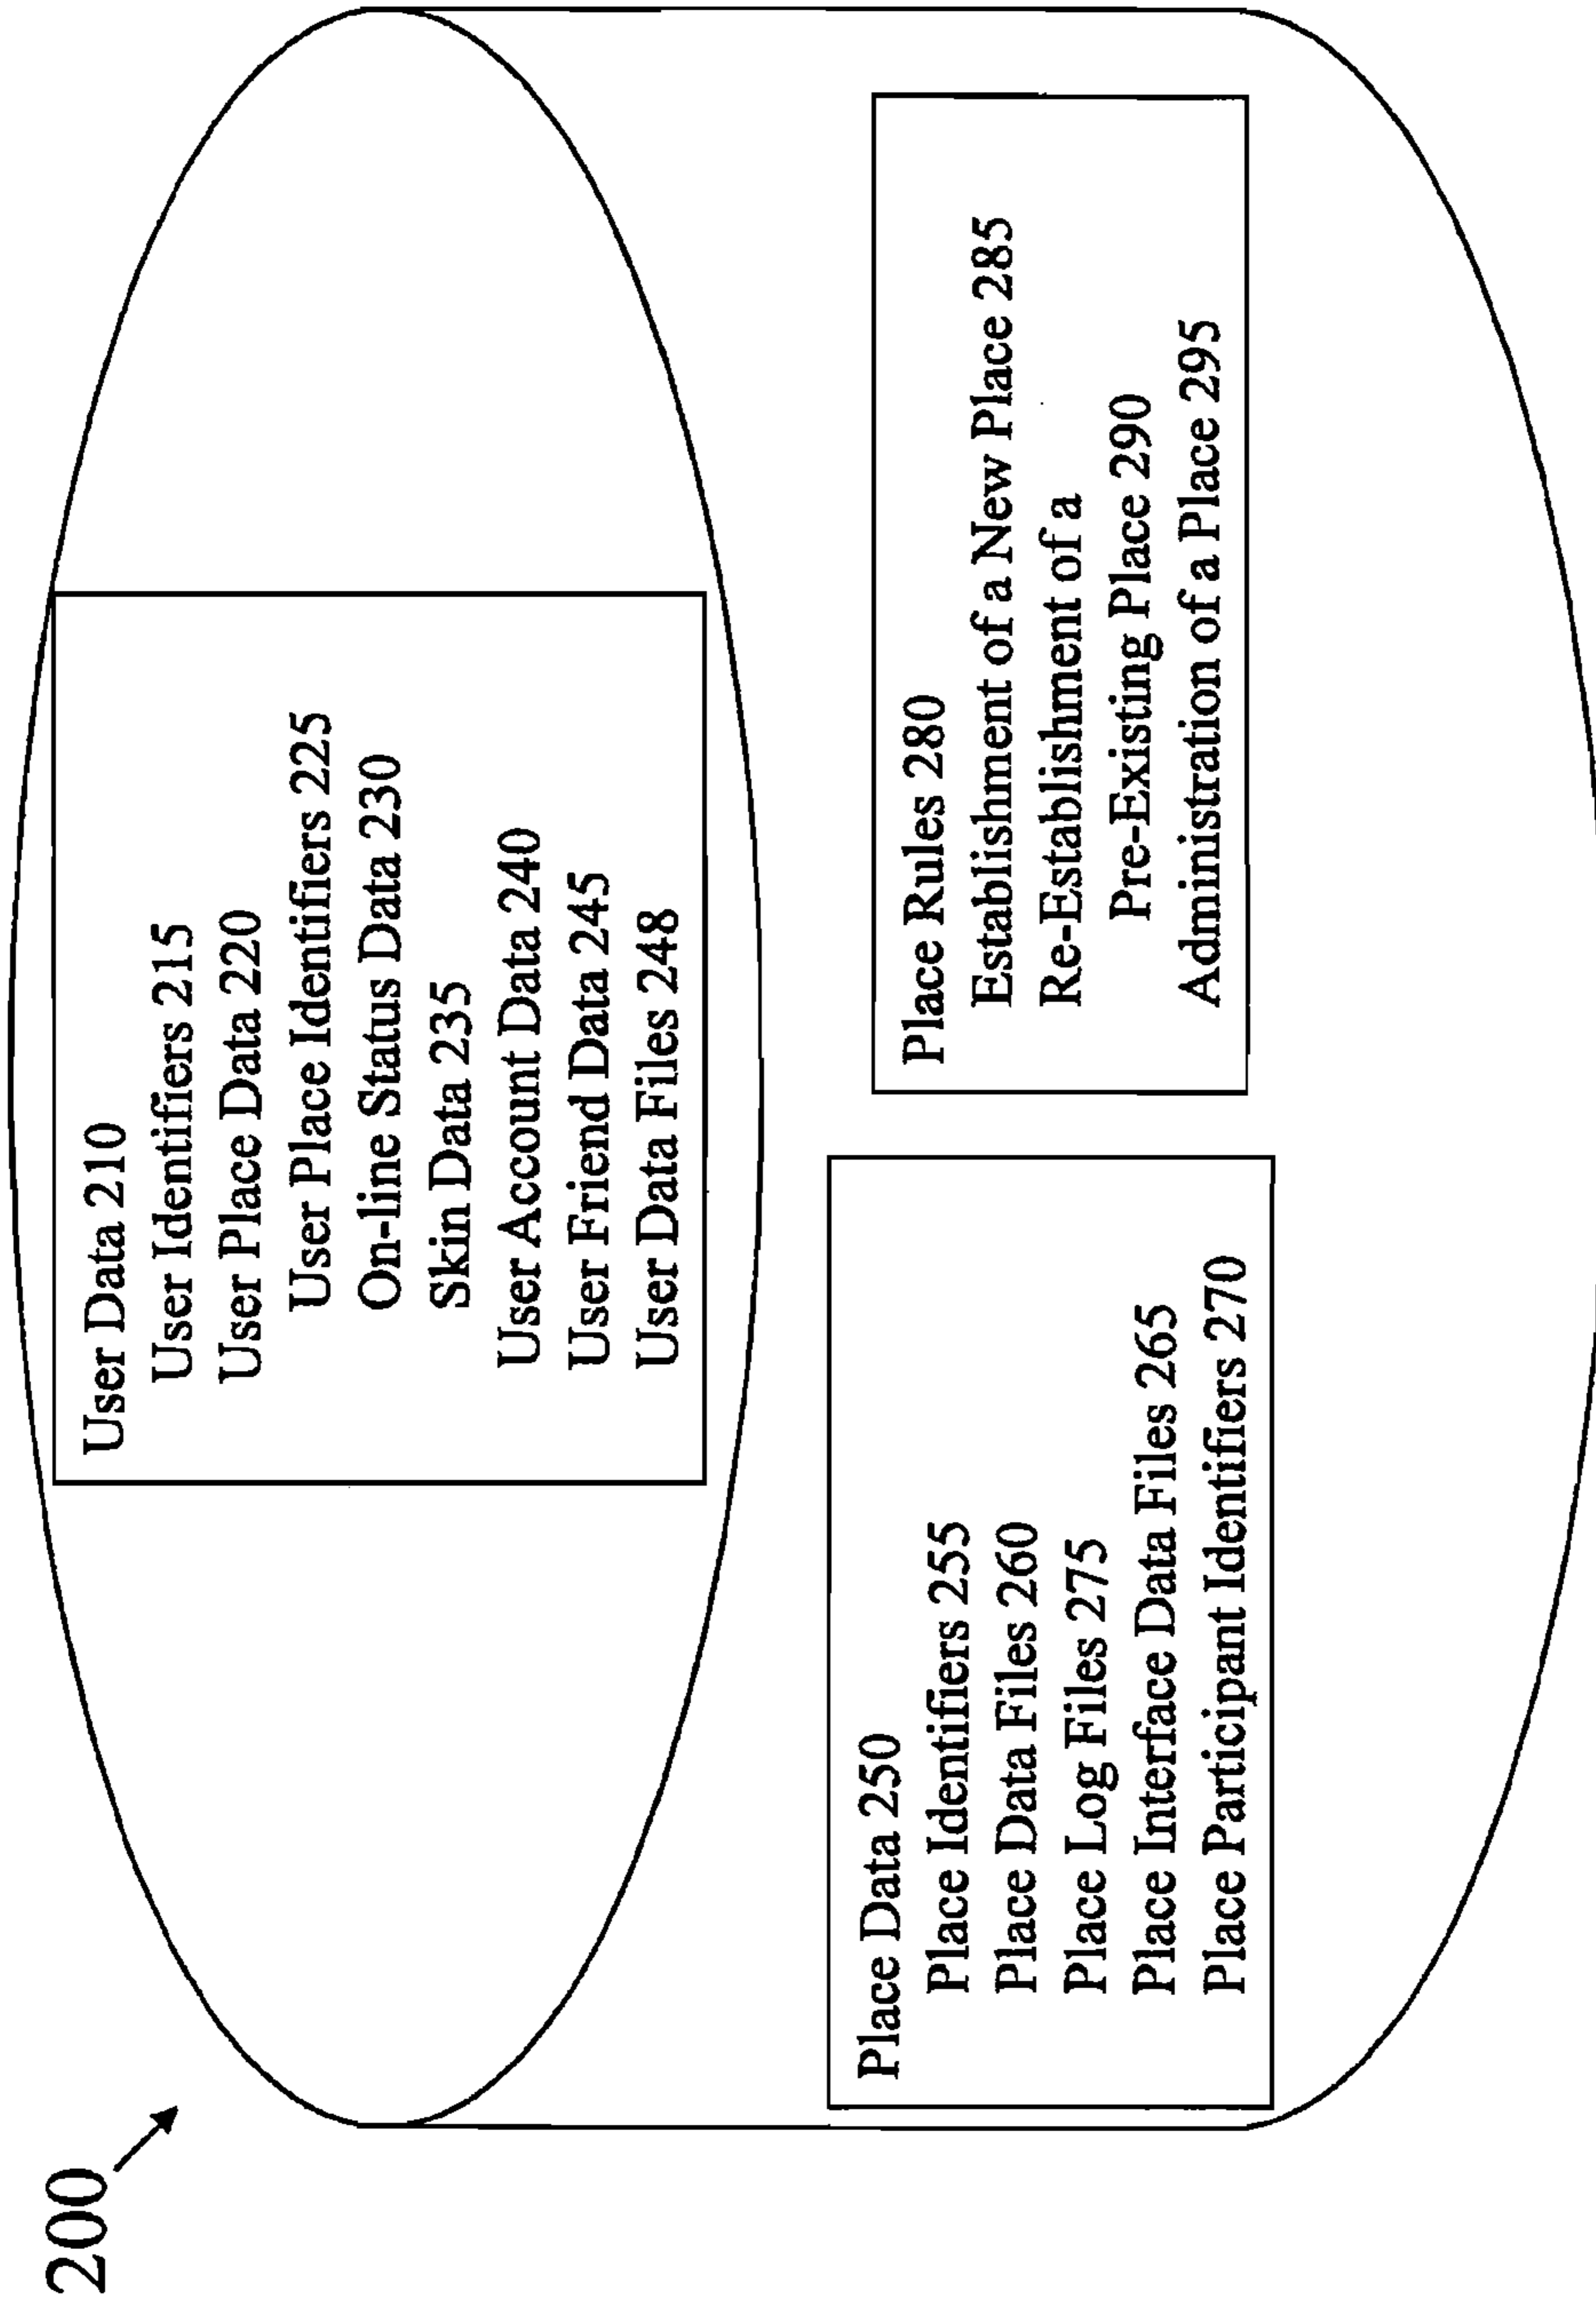 200
User Data 210
User Identifiers 215
User Place Data 220
User Place Identifiers 225
On-line Status Data 230
Skin Data 235
User Account Data 240
User Friend Data 245
User Data Files 248
Place Data 250
Place Identifiers 255
Place Data Files 260
Place Log Files 275
Place Interface Data Files 265
Place Participant Identifiers 270
Place Rules 280
Establishment of a New Place 285
Re-Establishment of a
Pre-Existing Place 290
Administration of a Place 295